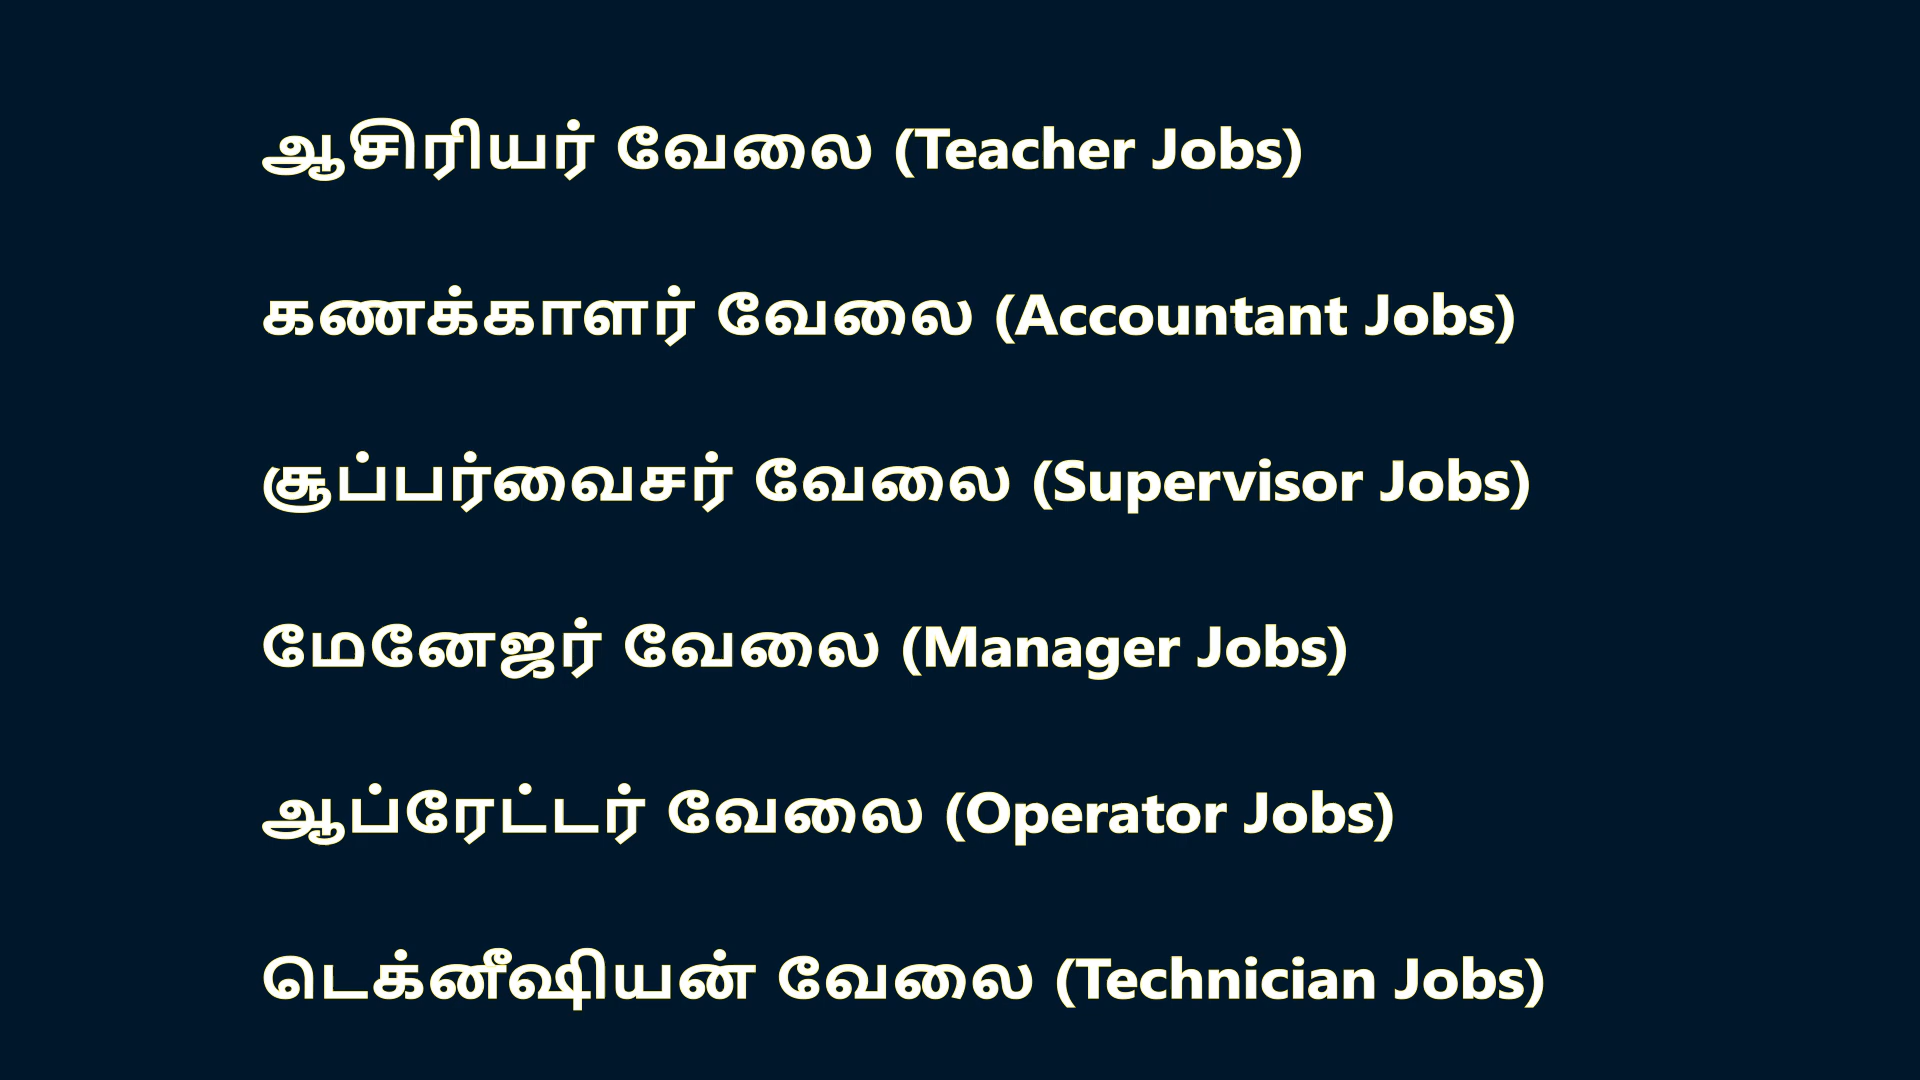 ஆசிரியர் வேலை (Teacher Jobs)
கணக்காளர் வேலை (Accountant Jobs)
சூப்பர்வைசர் வேலை (Supervisor Jobs)
மேனேஜர் வேலை (Manager Jobs)
ஆப்ரேட்டர் வேலை (Operator Jobs)
டெக்னீஷியன் வேலை (Technician Jobs)